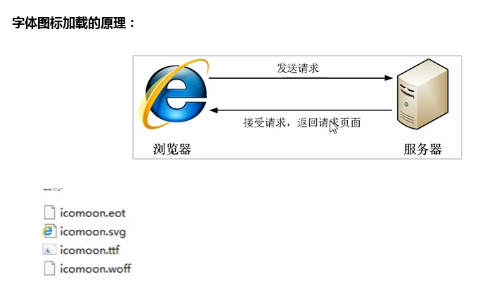 字体图标加载的原理：
发送请求
接受请求，返回请求页面
浏览器
服务器
icomoon.eot
icomoon.svg
icomoon.ttf
icomoon.woff